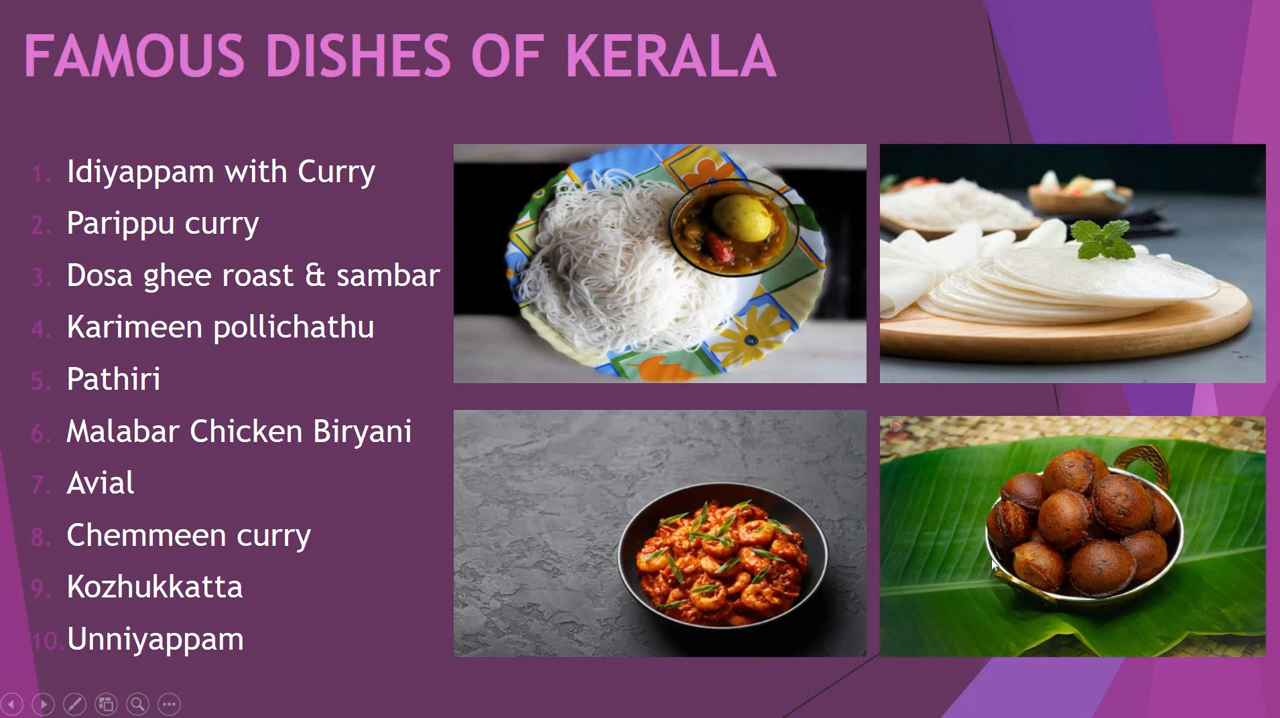 FAMOUS DISHES OF KERALA
1. Idiyappam with Curry
2. Parippu curry
3. Dosa ghee roast & sambar
4. Karimeen pollichathu
5. Pathiri
6. Malabar Chicken Biryani
7. Avial
8. Chemmeen curry
9. Kozhukkatta
10. Unniyappam